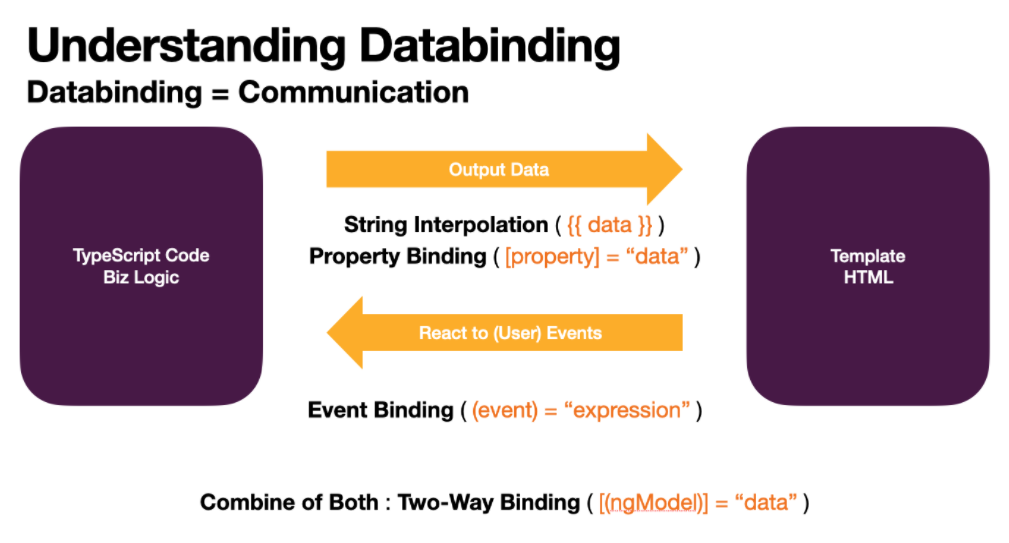 Understanding Databinding
Databinding = Communication
Output Data
String Interpolation ( {{ data }} )
Property Binding ( [property] = “data” )
TypeScript Code
Biz Logic
Template
HTML
React to (User) Events
Event Binding ( (event) = “expression” )
Combine of Both : Two-Way Binding ( [(ngModel)] = “data” )